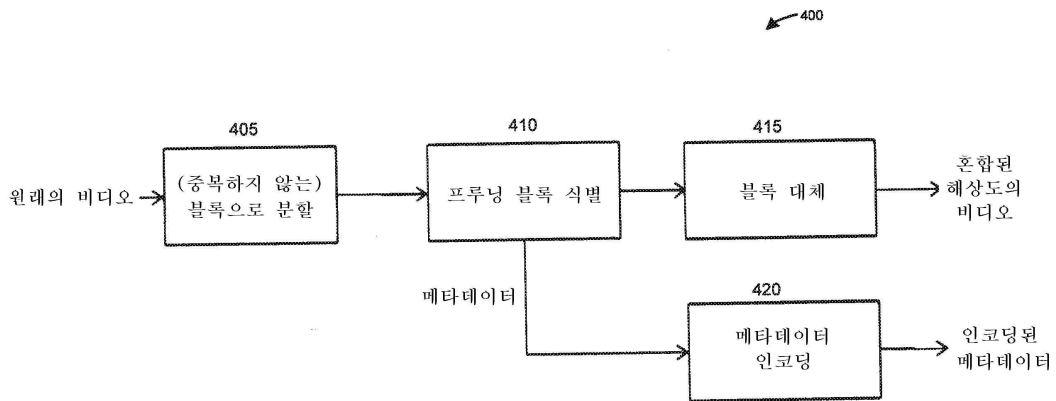 400
405
410
415
원래의 비디오
(중복하지 않는)
블록으로 분할
프루닝 블록 식별
블록 대체
혼합된
해상도의
비디오
메타데이터
420
메타데이터
인코딩
인코딩된
메타데이터